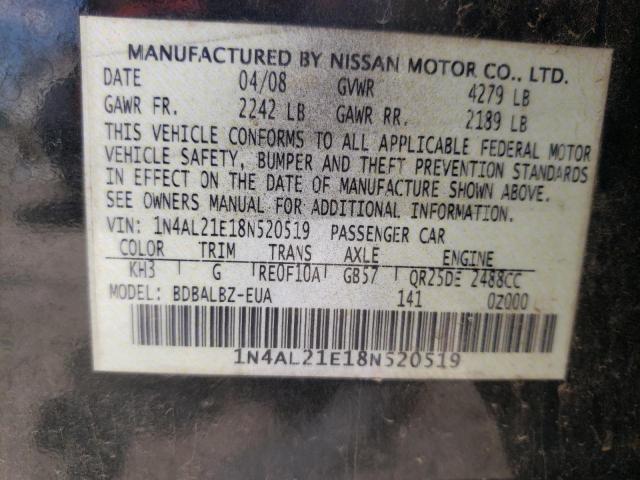 MANUFACTURED BY NISSAN MOTOR CO., LTD.
DATE 04/08 GVWR 4279 LB
GAWR FR. 2242 LB GAWR RR. 2189 LB
THIS VEHICLE CONFORMS TO ALL APPLICABLE FEDERAL MOTOR
VEHICLE SAFETY, BUMPER AND THEFT PREVENTION STANDARDS
IN EFFECT ON THE DATE OF MANUFACTURE SHOWN ABOVE.
SEE OWNERS MANUAL FOR ADDITIONAL INFORMATION.
VIN: 1N4AL21E18N520519 PASSENGER CAR
COLOR TRIM TRANS AXLE ENGINE
KH3 G RE0F10A GB57 QR25DE 2488CC
MODEL: BDBALBZ-EUA 141 0Z000
1N4AL21E18N520519